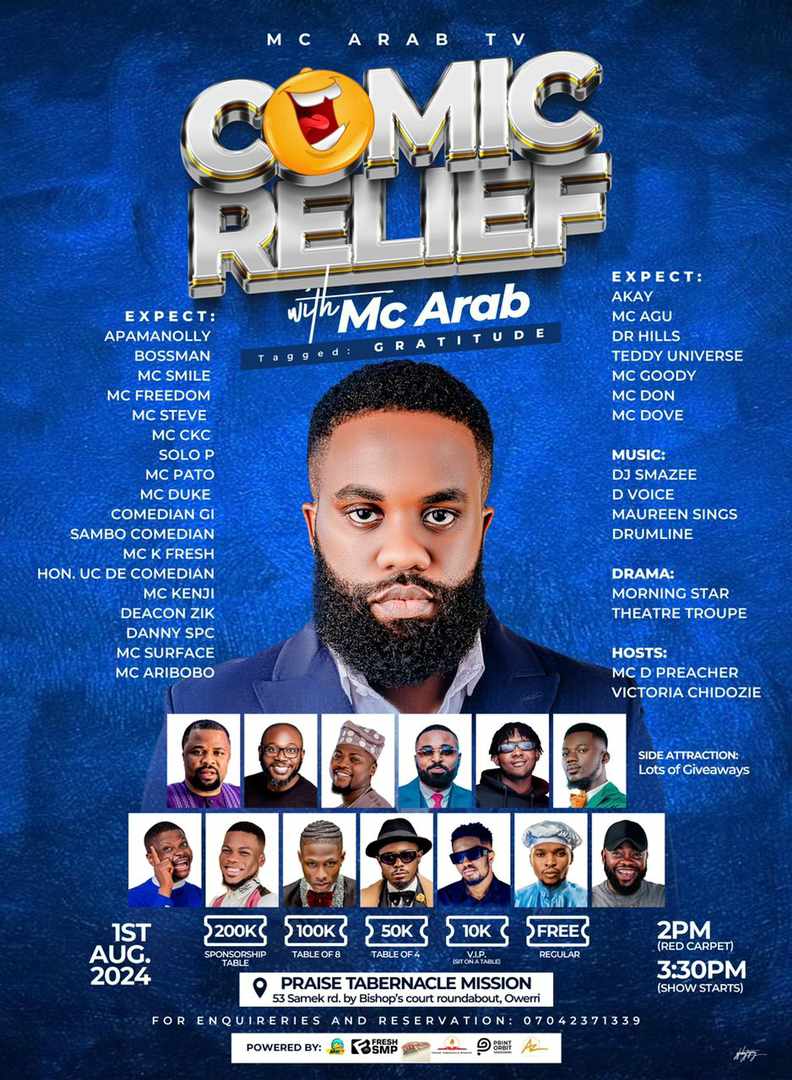 MC ARAB TV
COMIC
RELIEF
with Mc Arab
Tagged: GRATITUDE
EXPECT:
APAMANOLLY
BOSSMAN
MC SMILE
MC FREEDOM
MC STEVE
MC CKC
SOLO P
MC PATO
MC DUKE
COMEDIAN GI
SAMBO COMEDIAN
MC K FRESH
HON. UC DE COMEDIAN
MC KENJI
DEACON ZIK
DANNY SPC
MC SURFACE
MC ARIBOBO
EXPECT:
AKAY
MC AGU
DR HILLS
TEDDY UNIVERSE
MC GOODY
MC DON
MC DOVE
MUSIC:
DJ SMAZEE
D VOICE
MAUREEN SINGS
DRUMLINE
DRAMA:
MORNING STAR
THEATRE TROUPE
HOSTS:
MC D PREACHER
VICTORIA CHIDOZIE
SIDE ATTRACTION:
Lots of Giveaways
1ST
AUG.
2024
200K
SPONSORSHIP
TABLE
100K
TABLE OF 8
50K
TABLE OF 4
10K
V.I.P.
(SIT ON A TABLE)
FREE
REGULAR
2PM
(RED CARPET)
3:30PM
(SHOW STARTS)
PRAISE TABERNACLE MISSION
53 Samek rd. by Bishop's court roundabout, Owerri
FOR ENQUIRERIES AND RESERVATION: 07042371339
POWERED BY:
FRESH
SMP
PRINT
ORBIT